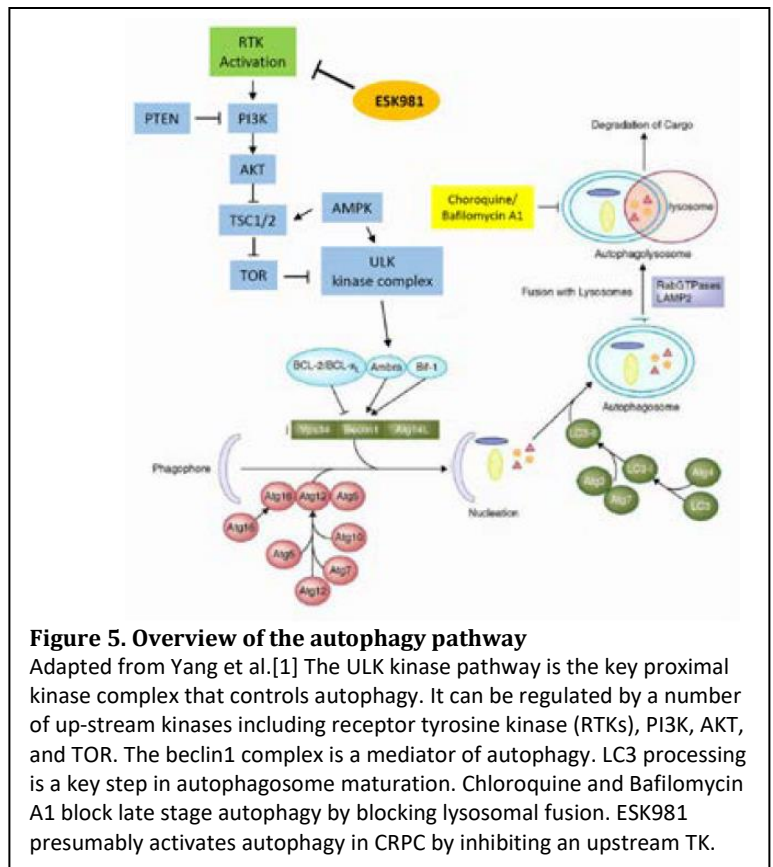 RTK
Activation
ESK981
PTEN
PI3K
AKT
TSC1/2
AMPK
TOR
ULK
kinase complex
Choroquine/
Bafilomycin A1
Degradation of Cargo
lysosome
Autophagolysosome
Fusion with Lysosomes
RabGTPases
LAMP2
BCL-2/BCL-xL
Ambra
Bif-1
Vps34
Beclin1
Atg14L
Autophagosome
Phagophore
Nucleation
LC3-II
LC3-I
Atg3
Atg7
Atg4
LC3
Atg16
Atg12
Atg5
Atg16
Atg5
Atg10
Atg7
Atg12
Figure 5. Overview of the autophagy pathway
Adapted from Yang et al.[1] The ULK kinase pathway is the key proximal
kinase complex that controls autophagy. It can be regulated by a number
of up-stream kinases including receptor tyrosine kinase (RTKs), PI3K, AKT,
and TOR. The beclin1 complex is a mediator of autophagy. LC3 processing
is a key step in autophagosome maturation. Chloroquine and Bafilomycin
A1 block late stage autophagy by blocking lysosomal fusion. ESK981
presumably activates autophagy in CRPC by inhibiting an upstream TK.